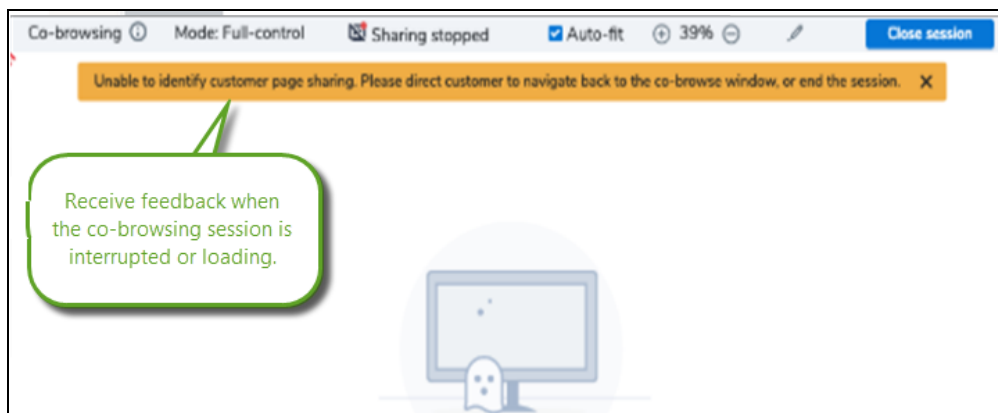 Co-browsing Mode: Full-control Sharing stopped Auto-fit 39% Close session
Unable to identify customer page sharing. Please direct customer to navigate back to the co-browse window, or end the session.
Receive feedback when
the co-browsing session is
interrupted or loading.